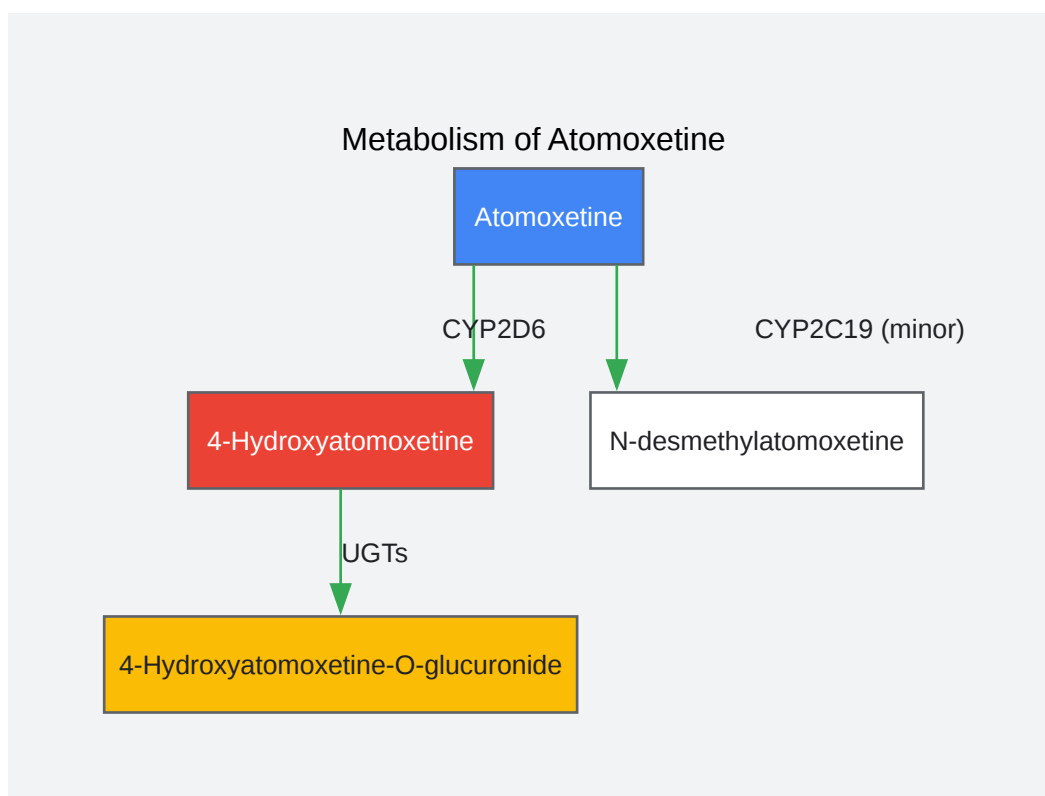 Metabolism of Atomoxetine
Atomoxetine
CYP2D6
CYP2C19 (minor)
4-Hydroxyatomoxetine
N-desmethylatomoxetine
UGTs
4-Hydroxyatomoxetine-O-glucuronide